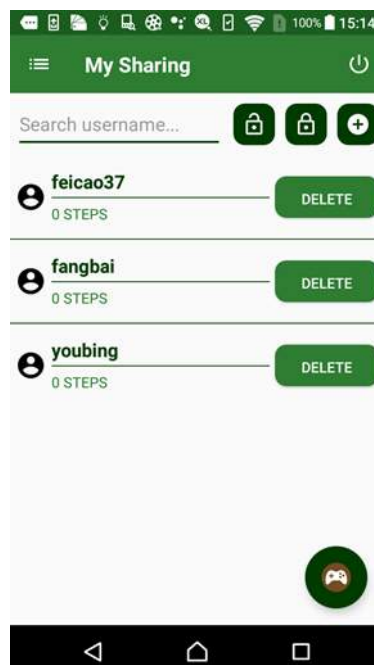 100% 15:14
My Sharing
Search username...
feicao37
DELETE
0 STEPS
fangbai
DELETE
0 STEPS
youbing
DELETE
0 STEPS